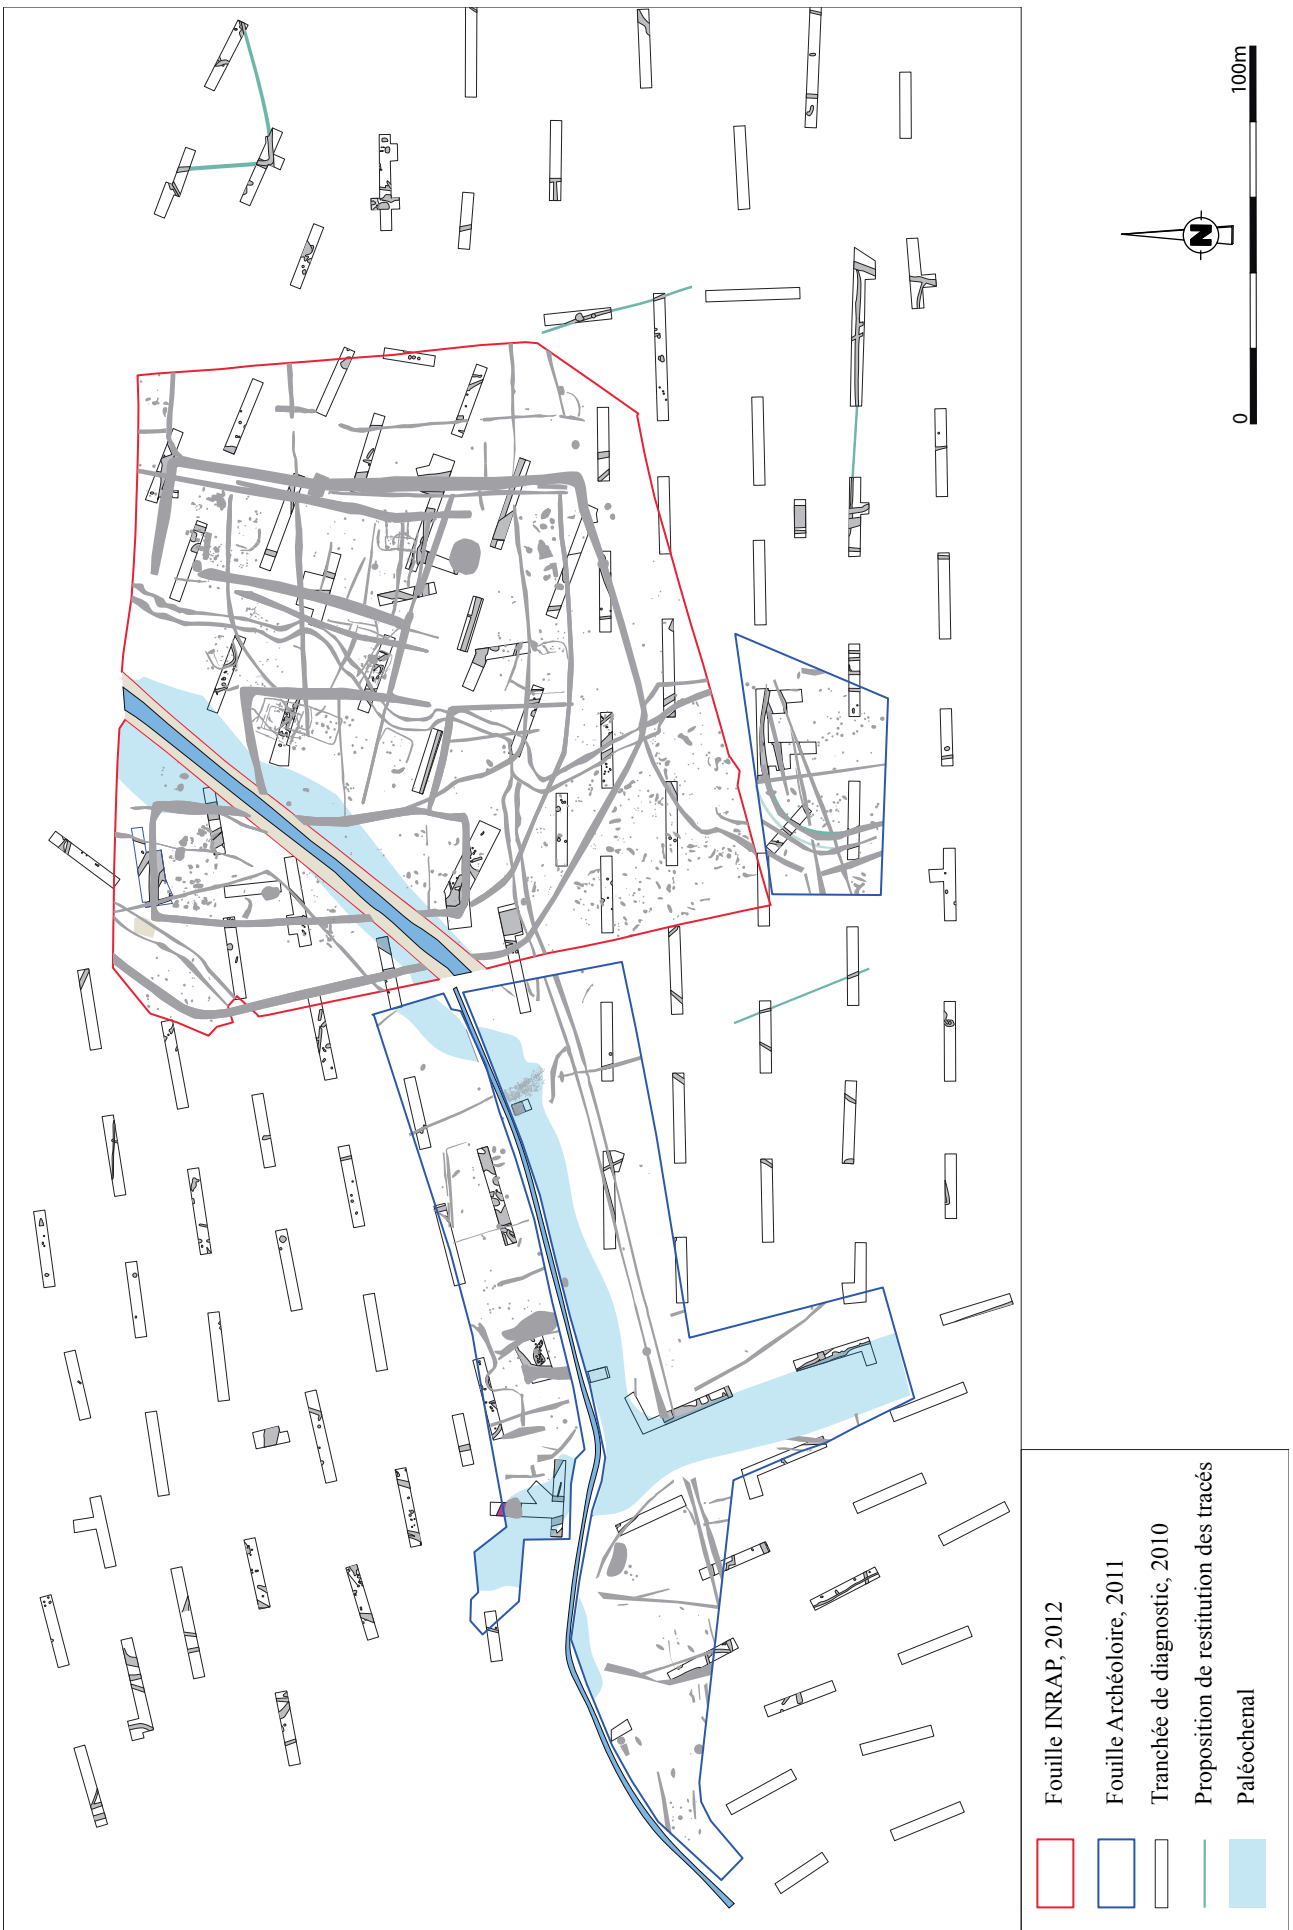 Fouille INRAP, 2012
Fouille Archéoloire, 2011
Tranchée de diagnostic, 2010
Proposition de restitution des tracés
Paléochenal
N
0
100m